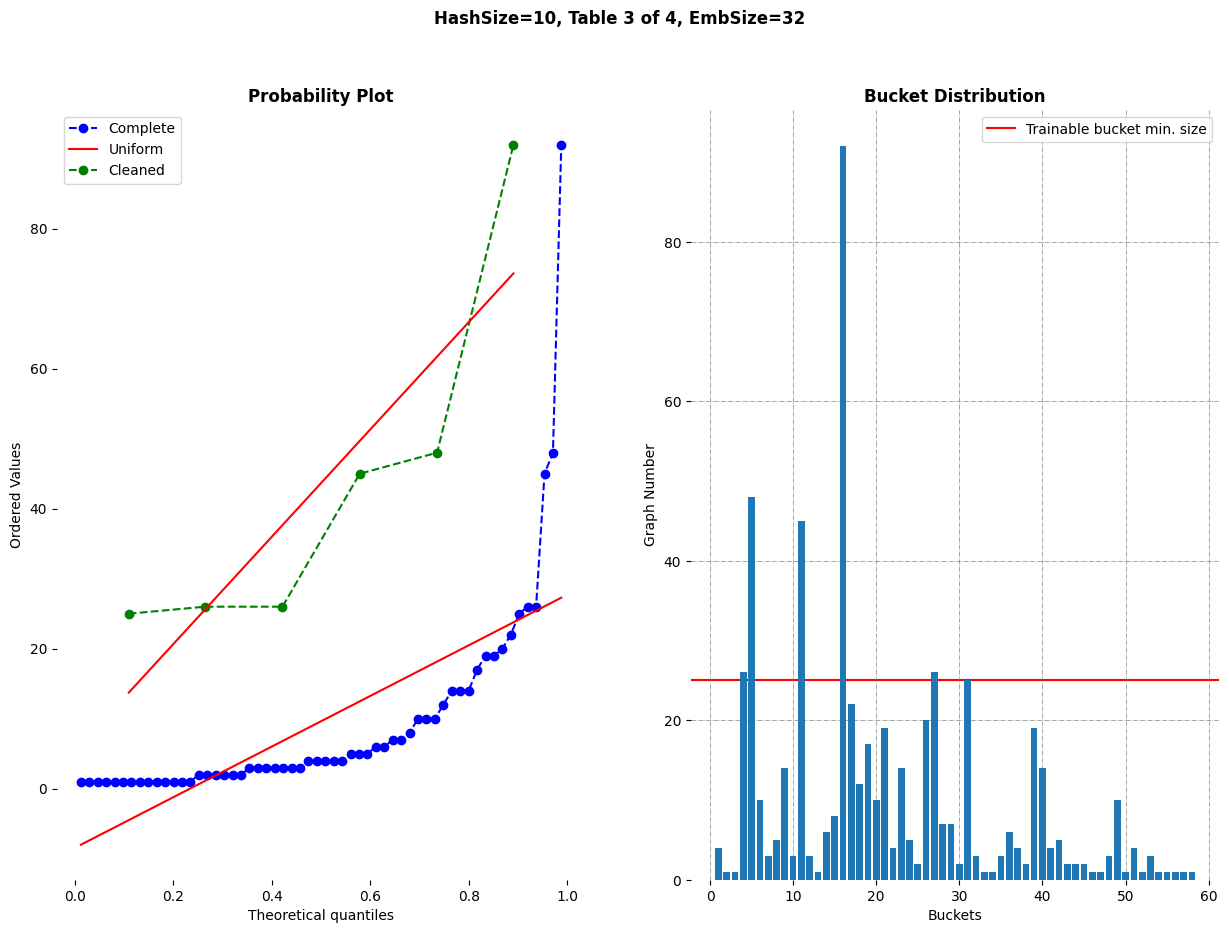 HashSize=10, Table 3 of 4, EmbSize=32
Probability Plot
Complete
Uniform
Cleaned
80
60
40
20
0
Ordered Values
0.0 0.2 0.4 0.6 0.8 1.0
Theoretical quantiles
Bucket Distribution
Trainable bucket min. size
80
60
40
20
0
Graph Number
0 10 20 30 40 50 60
Buckets